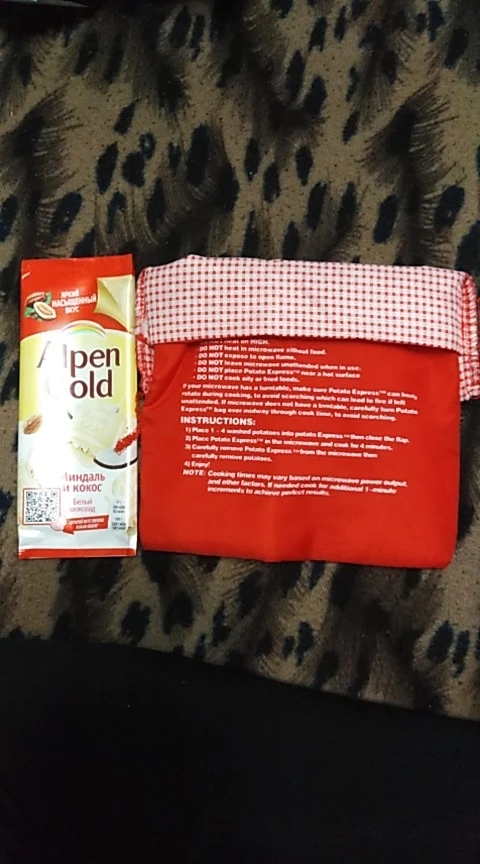 ЯРКИЙ
НАСЫЩЕННЫЙ
ВКУС
Alpen
Gold
Миндаль
и кокос
Белый
шоколад
heat on HIGH.
- DO NOT heat in microwave without food.
- DO NOT expose to open flame.
- DO NOT leave microwave unattended when in use.
- DO NOT place Potato Express™ near a hot surface
- DO NOT cook oily or fried foods.
If your microwave has a turntable, make sure Potato Express™ can freely
rotate during cooking, to avoid scorching which can lead to fire if left
unattended. If microwave does not have a turntable, carefully turn Potato
Express™ bag over midway through cook time, to avoid scorching.
INSTRUCTIONS:
1) Place 1 - 4 washed potatoes into potato Express™ then close the flap.
2) Place Potato Express™ in the microwave and cook for 4 minutes.
3) Carefully remove Potato Express™ from the microwave then
carefully remove potatoes.
4) Enjoy!
NOTE: Cooking times may vary based on microwave power output,
and other factors. If needed cook for additional 1-minute
increments to achieve perfect results.